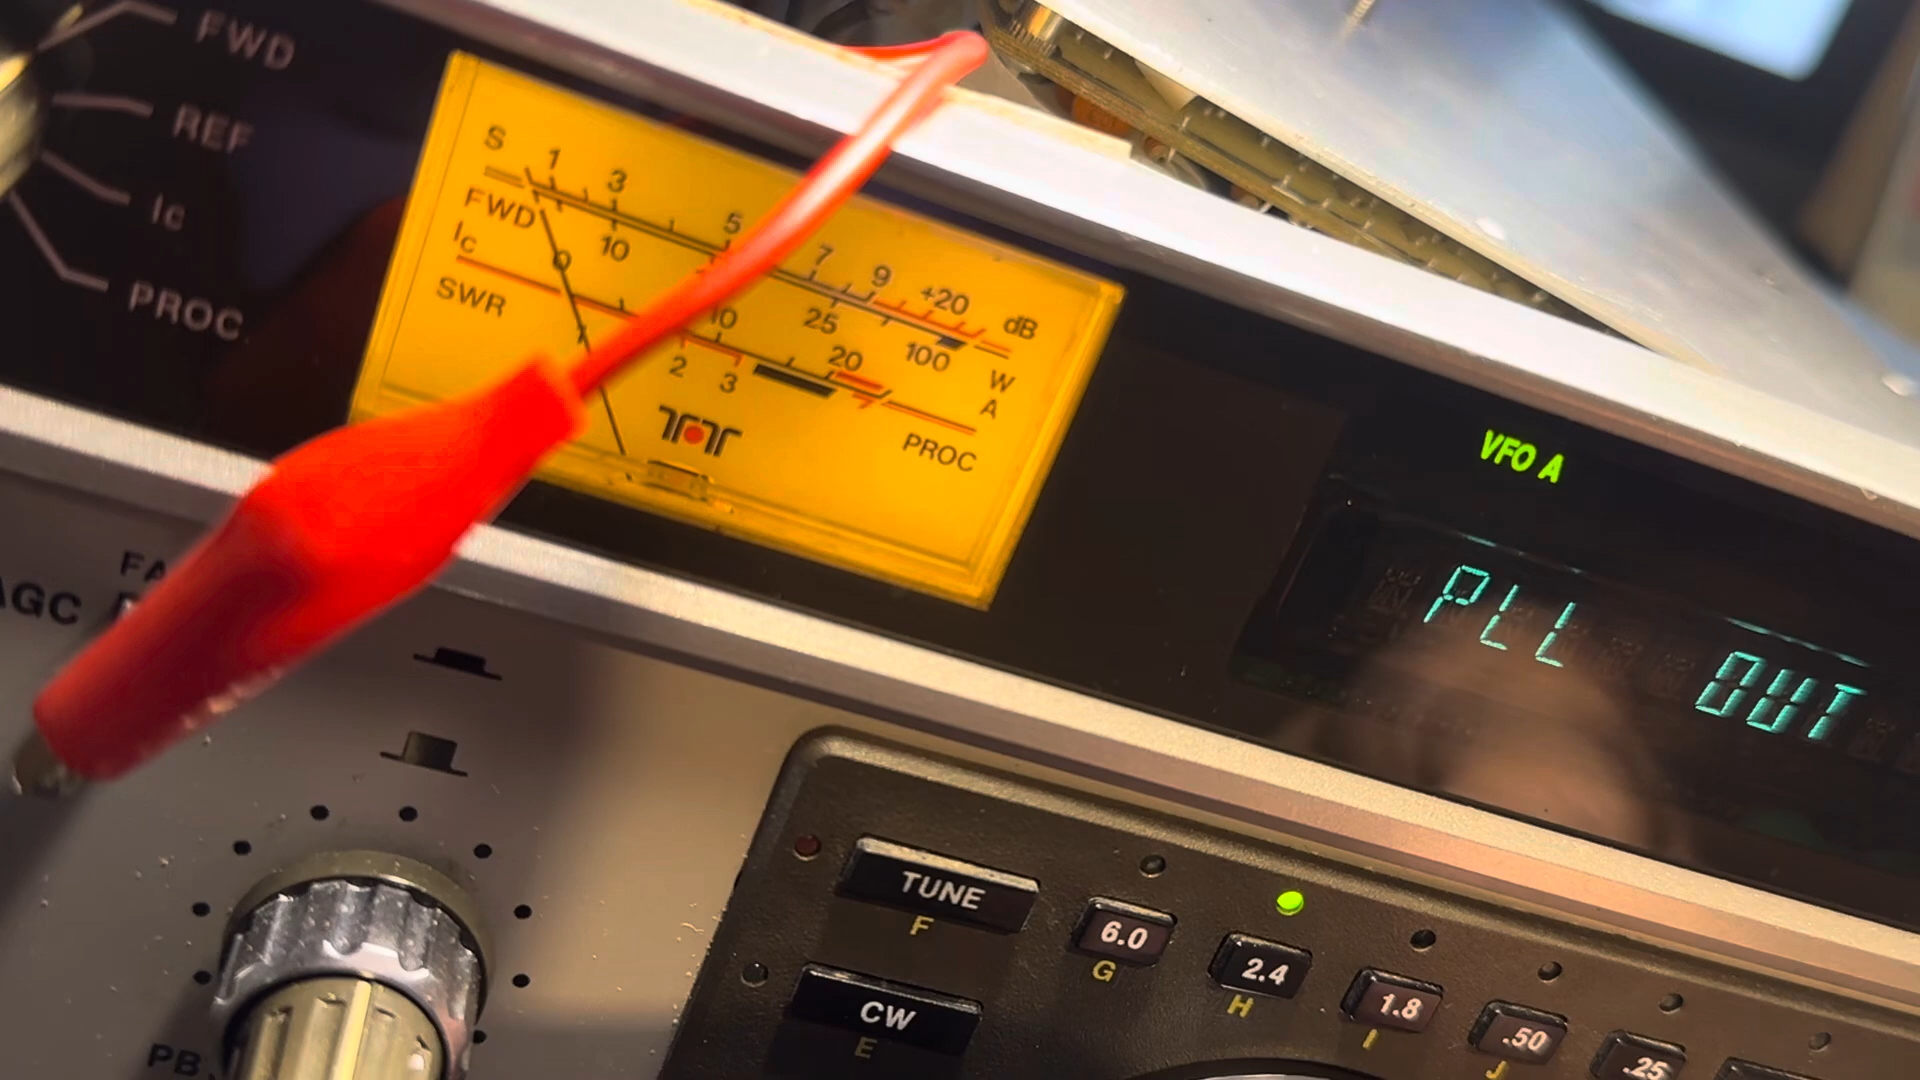 FWD
REF
Ic
PROC
S 1 3 5 7 9 +20 dB
FWD 10 25 100 W
Ic 0 10 20 A
SWR 1 2 3 PROC
VFO A
PLL OUT
AGC
TUNE
F
6.0
G
2.4
H
1.8
I
.50
J
.25
CW
E
PB